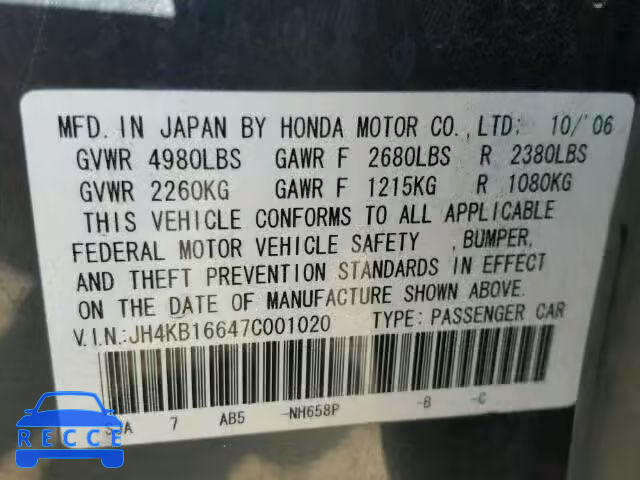 MFD. IN JAPAN BY HONDA MOTOR CO., LTD: 10/'06
GVWR 4980LBS GAWR F 2680LBS R 2380LBS
GVWR 2260KG GAWR F 1215KG R 1080KG
THIS VEHICLE CONFORMS TO ALL APPLICABLE
FEDERAL MOTOR VEHICLE SAFETY ,BUMPER,
AND THEFT PREVENTION STANDARDS IN EFFECT
ON THE DATE OF MANUFACTURE SHOWN ABOVE.
V.I.N.:JH4KB16647C001020 TYPE: PASSENGER CAR
7 AB5 -NH658P -B -C
RECCE